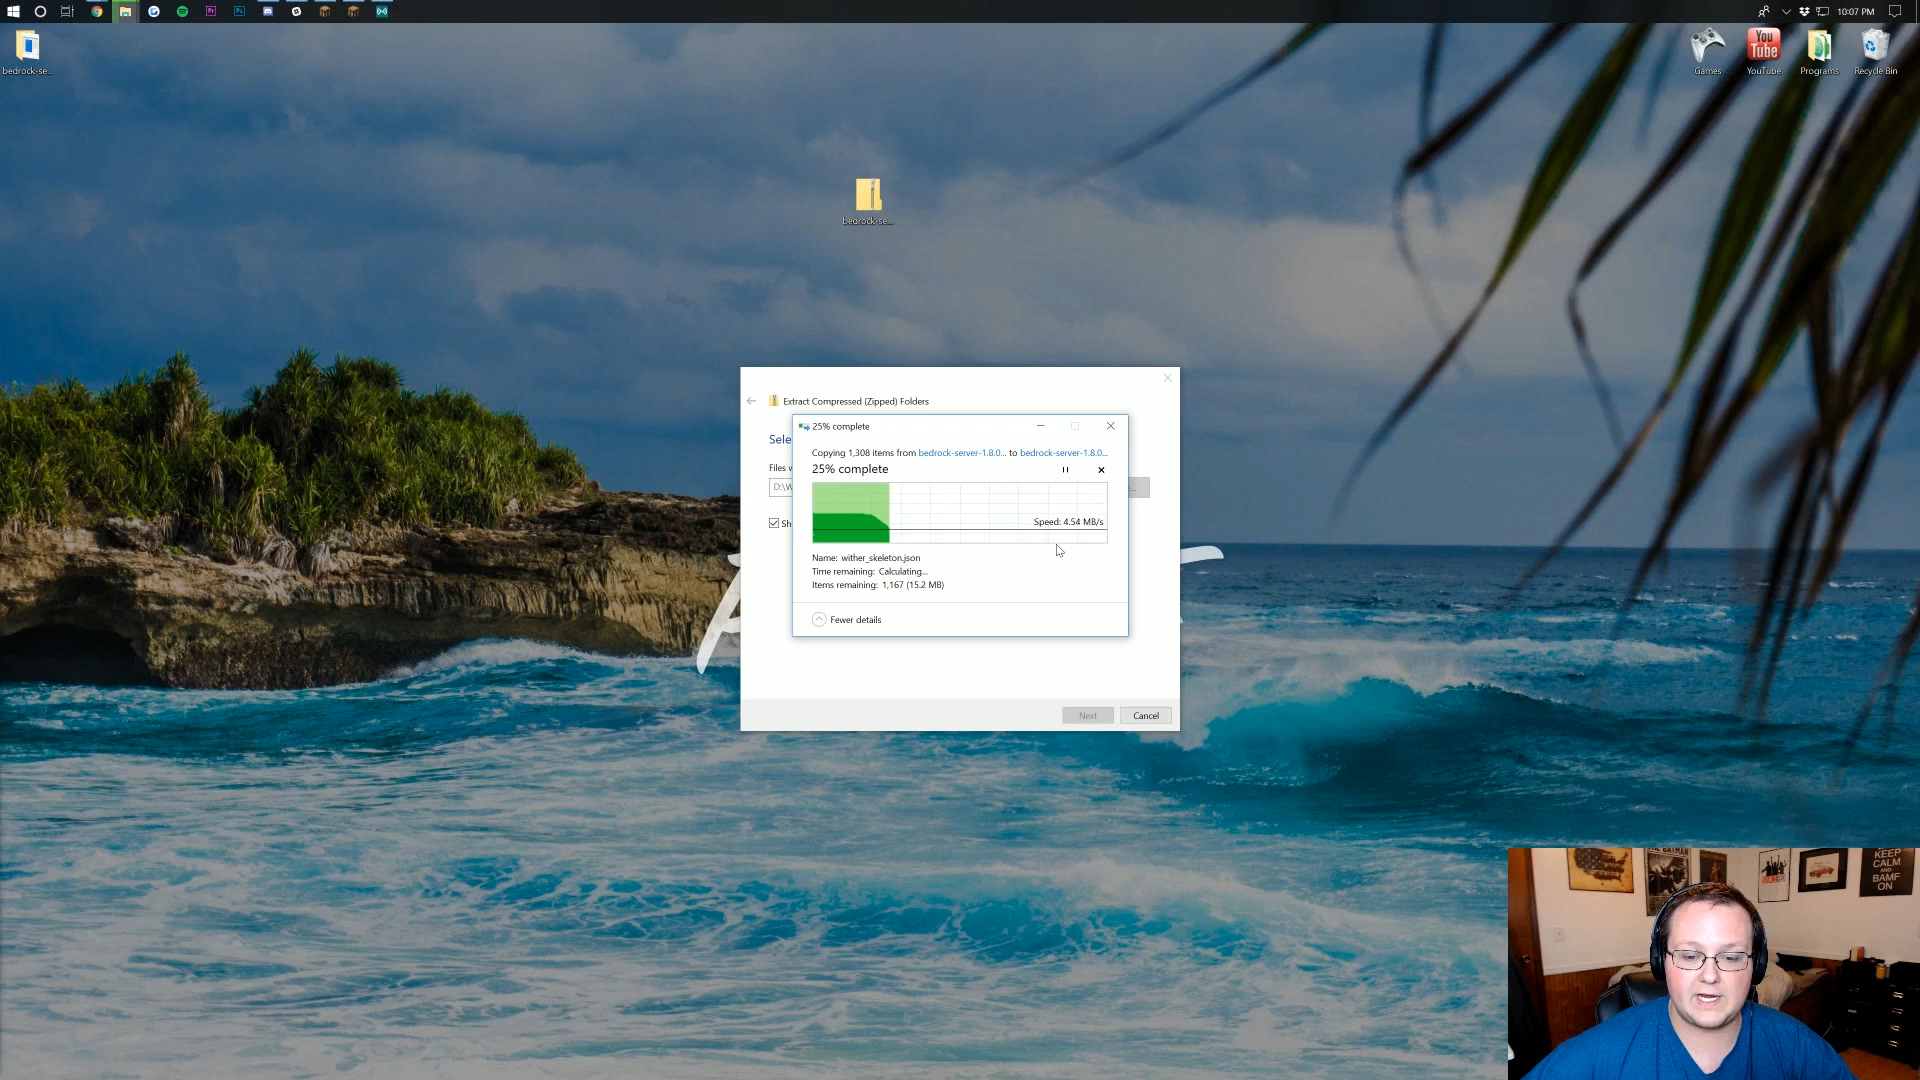 10:07 PM
bedrock-se...
Games
You
Tube
YouTube
Programs
Recycle Bin
bedrock-se...
Extract Compressed (Zipped) Folders
Sele
Files w
D:\W
Sh
25% complete
Copying 1,308 items from bedrock-server-1.8.0... to bedrock-server-1.8.0...
25% complete
Speed: 4.54 MB/s
Name: wither_skeleton.json
Time remaining: Calculating...
Items remaining: 1,167 (15.2 MB)
Fewer details
Next
Cancel
KEEP
CALM
AND
BAMF
ON